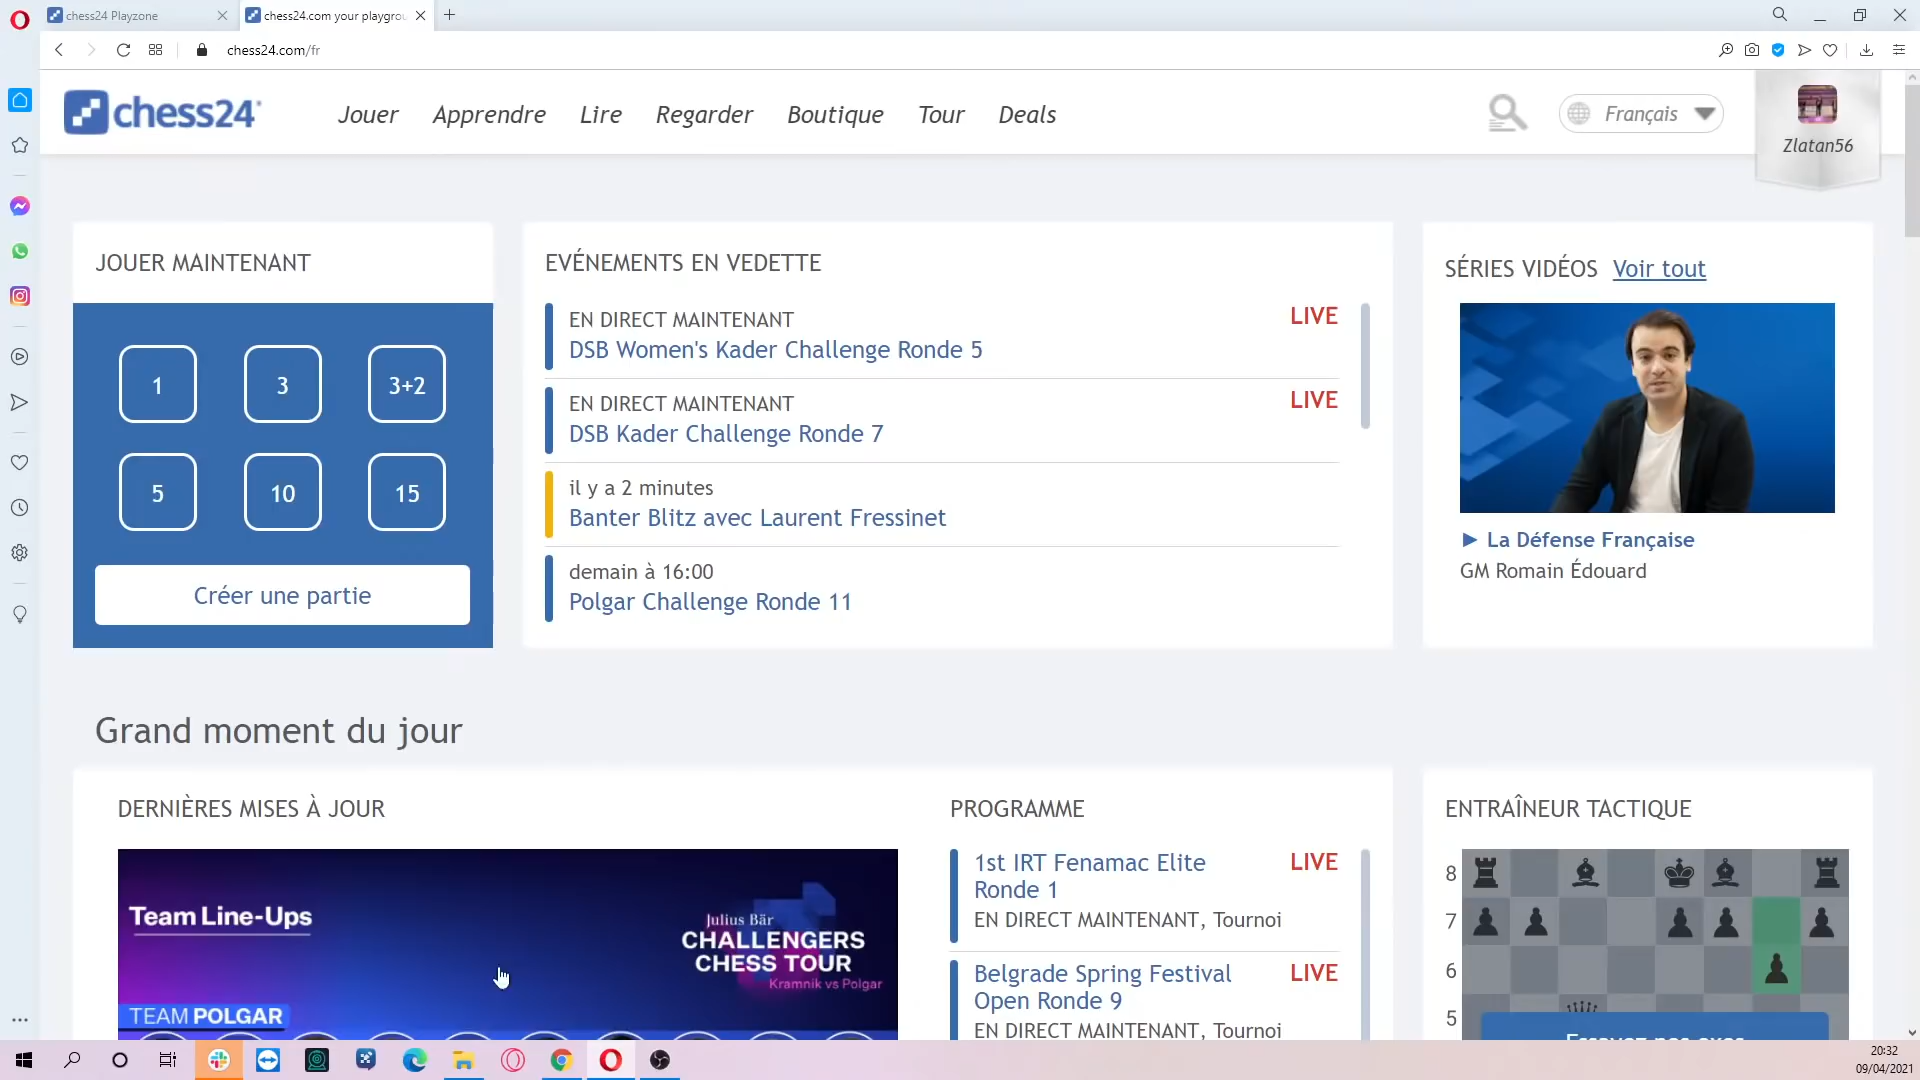 chess24 Playzone
chess24.com your playgrou
chess24.com/fr
chess24
Jouer
Apprendre
Lire
Regarder
Boutique
Tour
Deals
Français
Zlatan56
JOUER MAINTENANT
1
3
3+2
5
10
15
Créer une partie
EVÉNEMENTS EN VEDETTE
EN DIRECT MAINTENANT
LIVE
DSB Women's Kader Challenge Ronde 5
EN DIRECT MAINTENANT
LIVE
DSB Kader Challenge Ronde 7
il y a 2 minutes
Banter Blitz avec Laurent Fressinet
demain à 16:00
Polgar Challenge Ronde 11
SÉRIES VIDÉOS Voir tout
La Défense Française
GM Romain Édouard
Grand moment du jour
DERNIÈRES MISES À JOUR
Team Line-Ups
Julius Bär
CHALLENGERS
CHESS TOUR
Kramnik vs Polgar
TEAM POLGAR
PROGRAMME
1st IRT Fenamac Elite
Ronde 1
LIVE
EN DIRECT MAINTENANT, Tournoi
Belgrade Spring Festival
Open Ronde 9
LIVE
EN DIRECT MAINTENANT, Tournoi
ENTRAÎNEUR TACTIQUE
8
7
6
5
20:32
09/04/2021